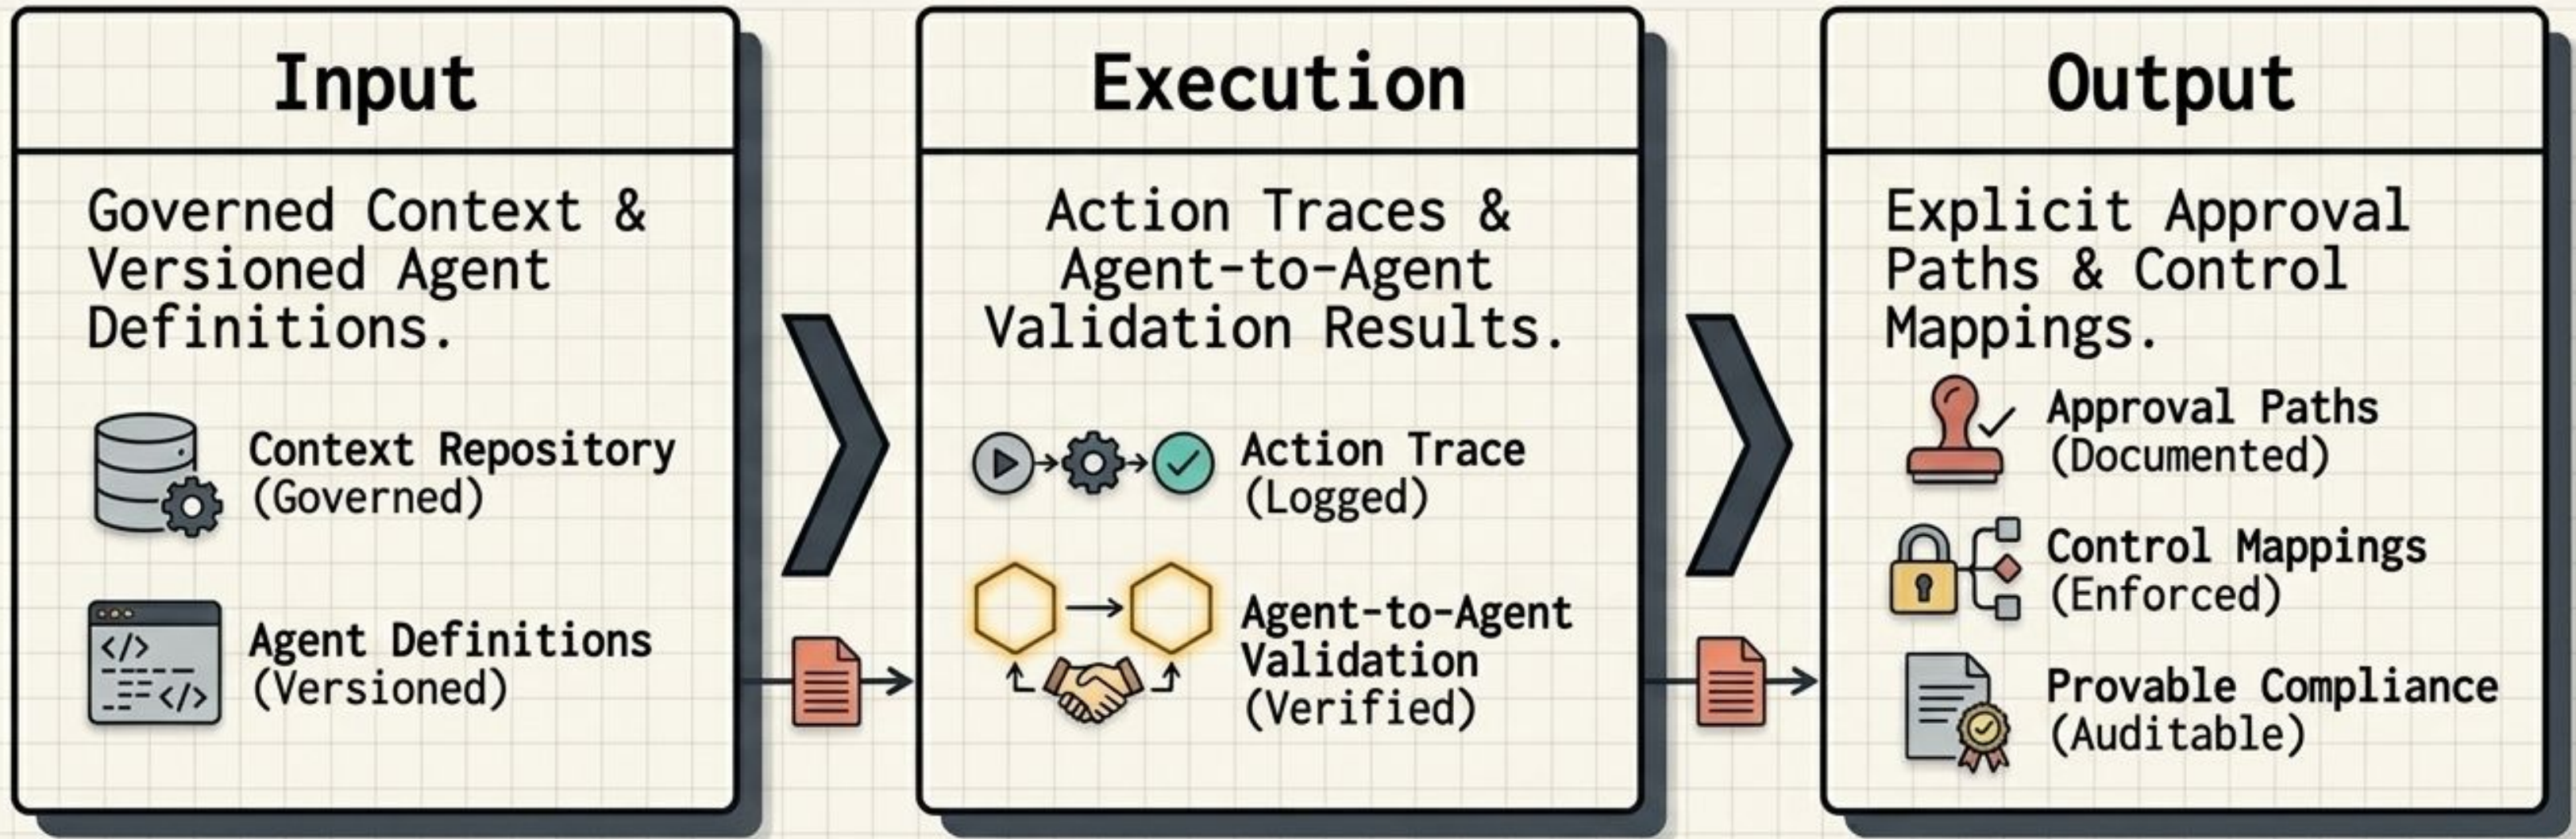 Input
Governed Context &
Versioned Agent
Definitions.
Context Repository
(Governed)
</>
</>
Agent Definitions
(Versioned)
Execution
Action Traces &
Agent-to-Agent
Validation Results.
Action Trace
(Logged)
Agent-to-Agent
Validation
(Verified)
Output
Explicit Approval
Paths & Control
Mappings.
Approval Paths
(Documented)
Control Mappings
(Enforced)
Provable Compliance
(Auditable)